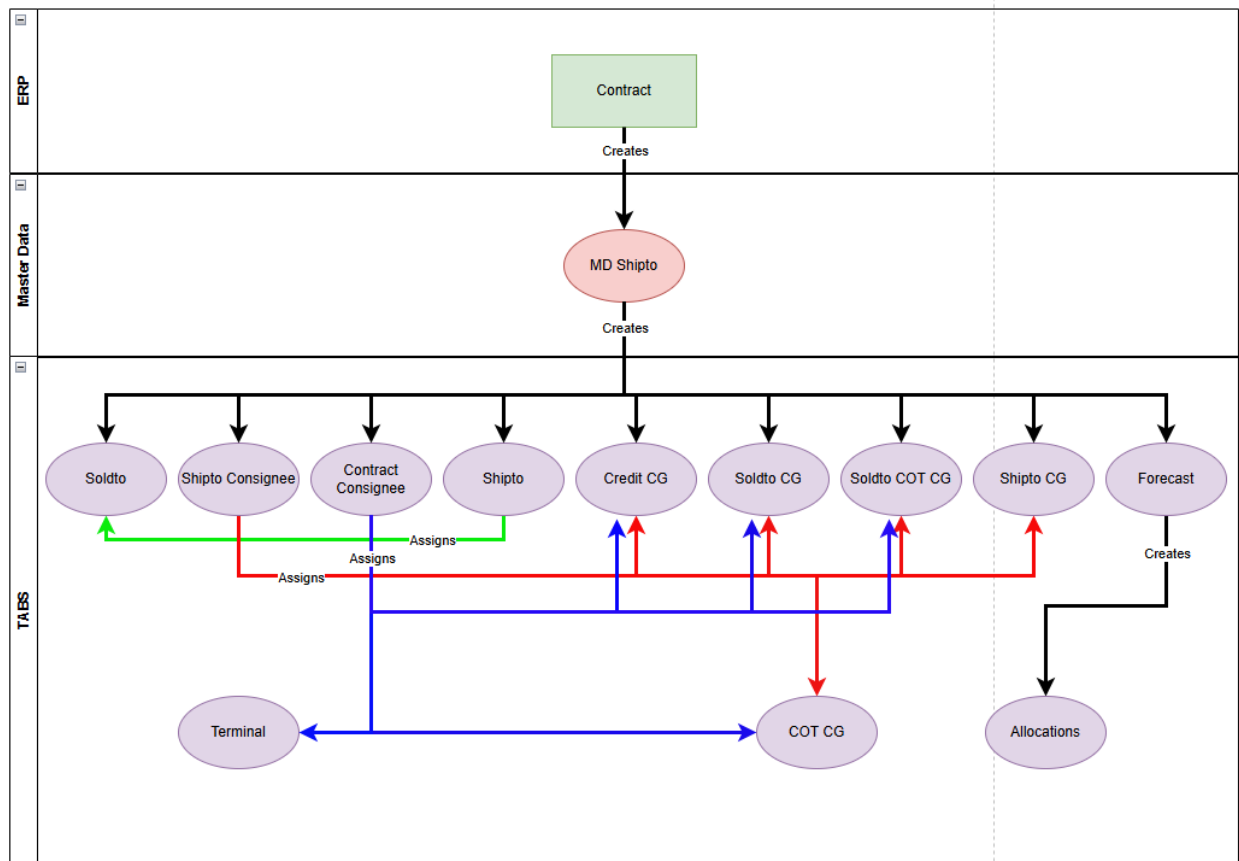 ERP
Contract
Creates
Master Data
MD Shipto
Creates
TABS
Soldto
Shipto Consignee
Contract
Consignee
Shipto
Credit CG
Soldto CG
Soldto COT CG
Shipto CG
Forecast
Assigns
Assigns
Assigns
Creates
Terminal
COT CG
Allocations